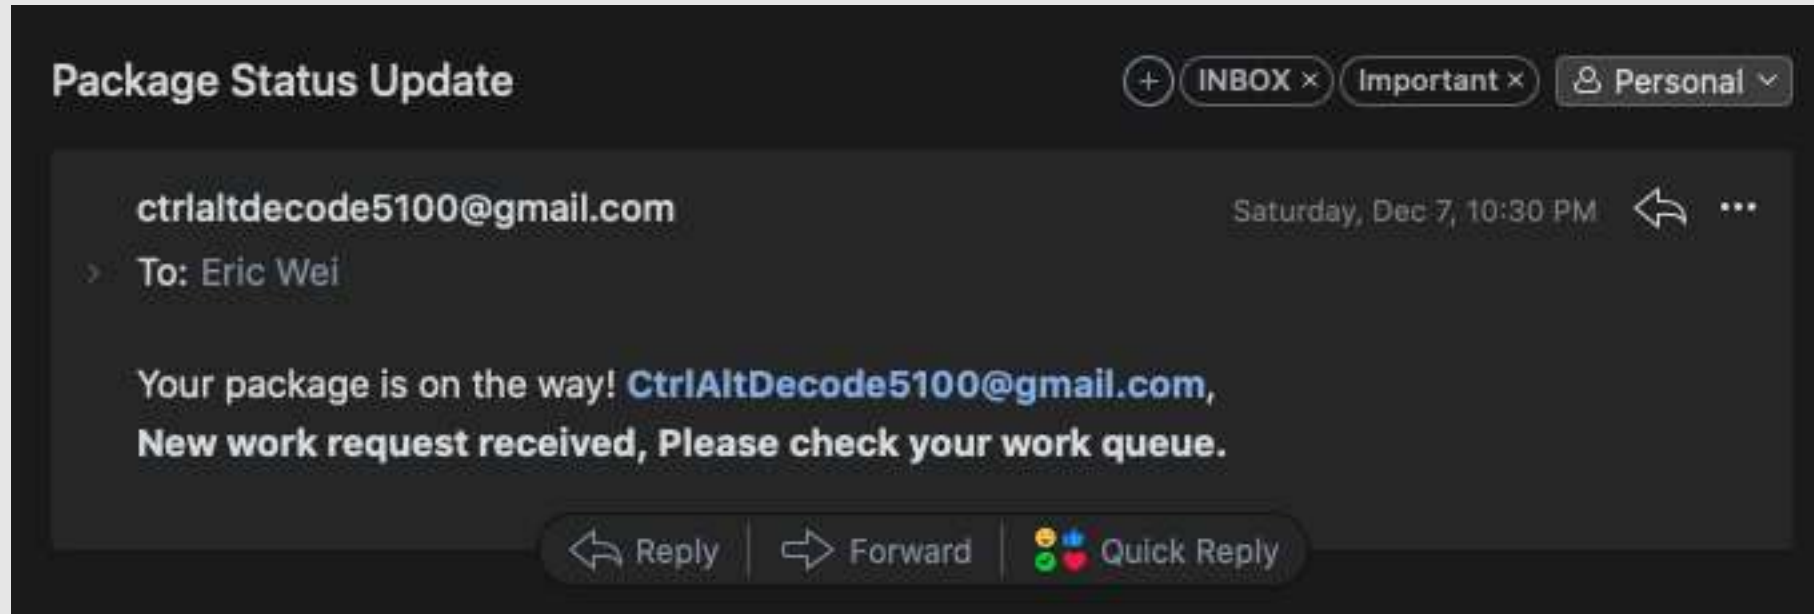 Package Status Update
INBOX × Important × Personal
ctrlaltdecode5100@gmail.com
Saturday, Dec 7, 10:30 PM
To: Eric Wei
Your package is on the way! CtrlAltDecode5100@gmail.com,
New work request received, Please check your work queue.
Reply Forward Quick Reply